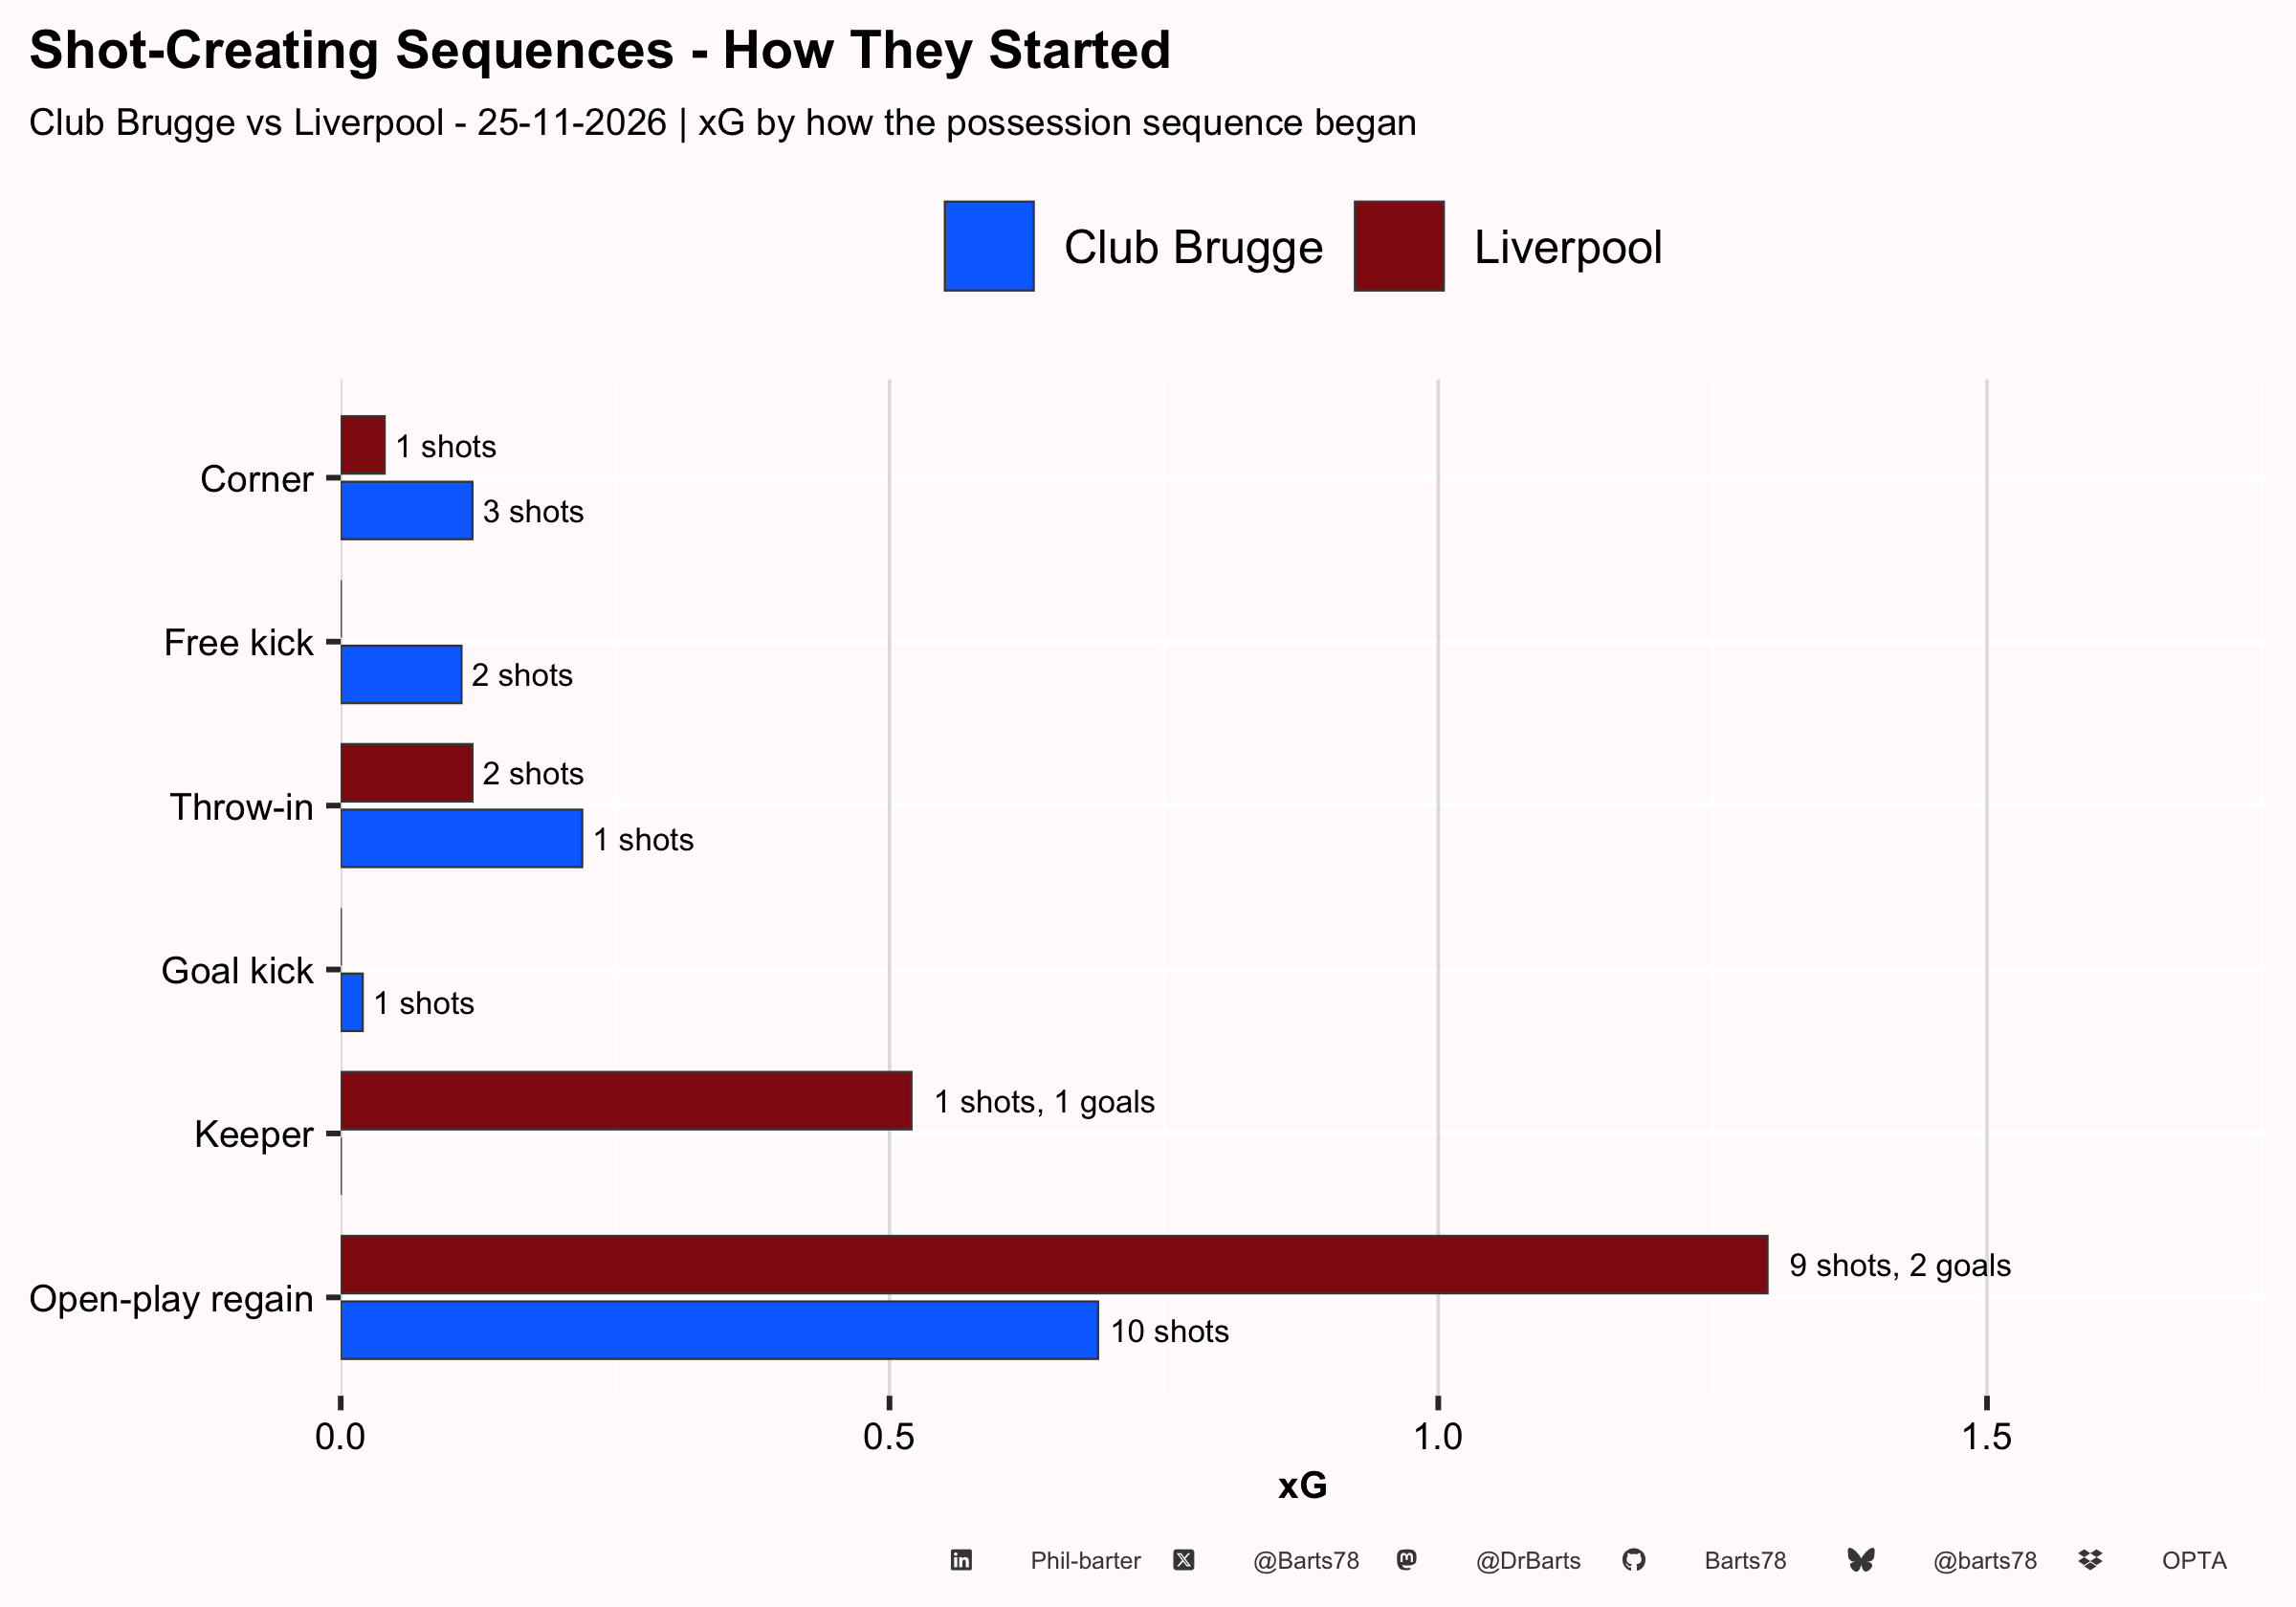 Shot-Creating Sequences - How They Started
Club Brugge vs Liverpool - 25-11-2026 | xG by how the possession sequence began
Club Brugge
Liverpool
Corner
1 shots
3 shots
Free kick
2 shots
Throw-in
2 shots
1 shots
Goal kick
1 shots
Keeper
1 shots, 1 goals
Open-play regain
9 shots, 2 goals
10 shots
0.0 0.5 1.0 1.5
xG
Phil-barter @Barts78 @DrBarts Barts78 @barts78 OPTA